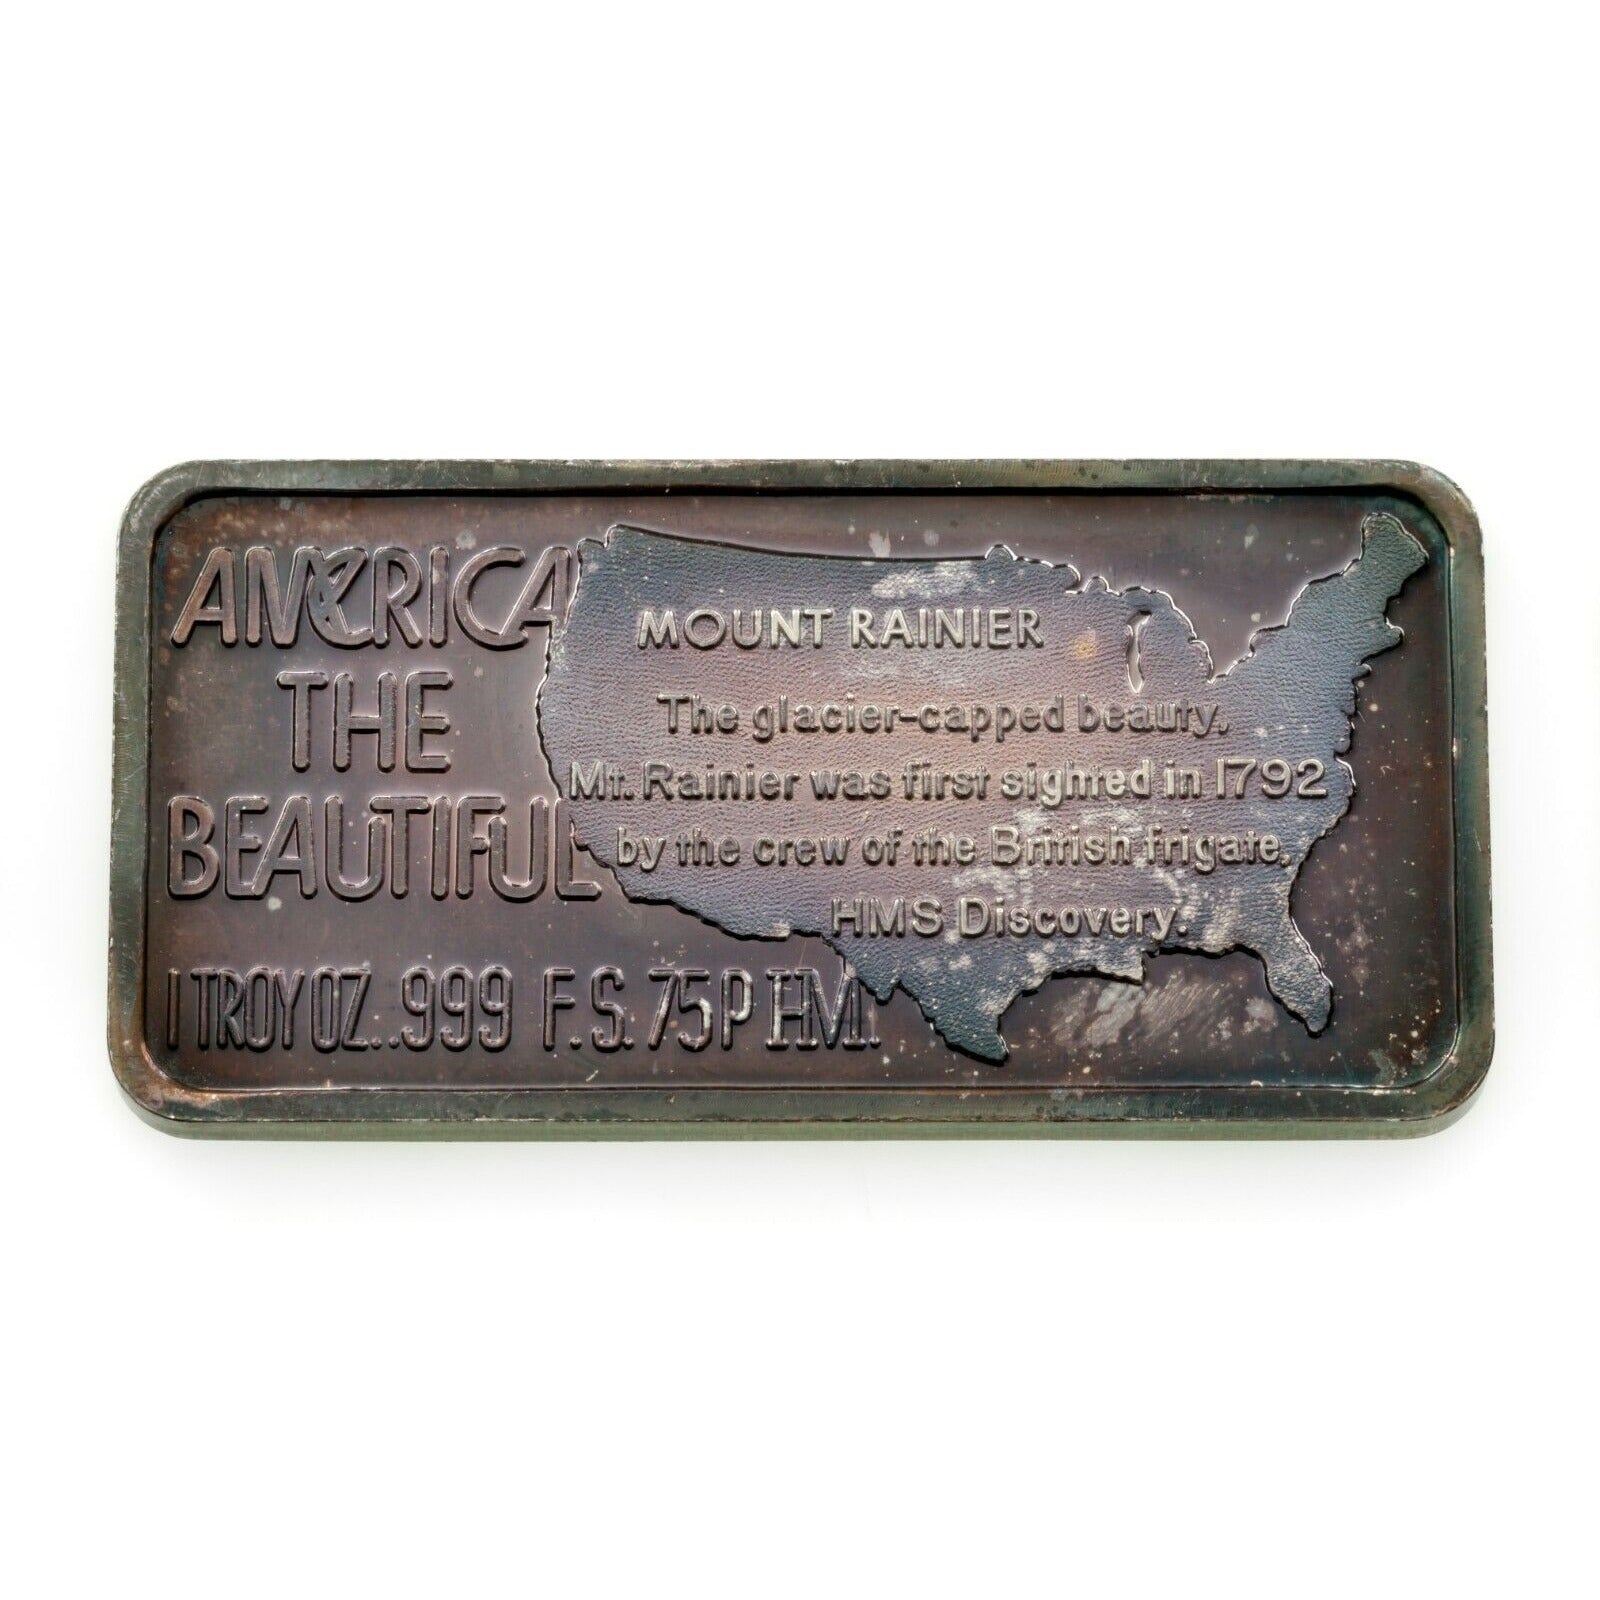 AMERICA
THE
BEAUTIFUL
1 TROY OZ. .999 F.S. 75P HM.
MOUNT RAINIER
The glacier-capped beauty,
Mt. Rainier was first sighted in 1792
by the crew of the British frigate,
HMS Discovery.